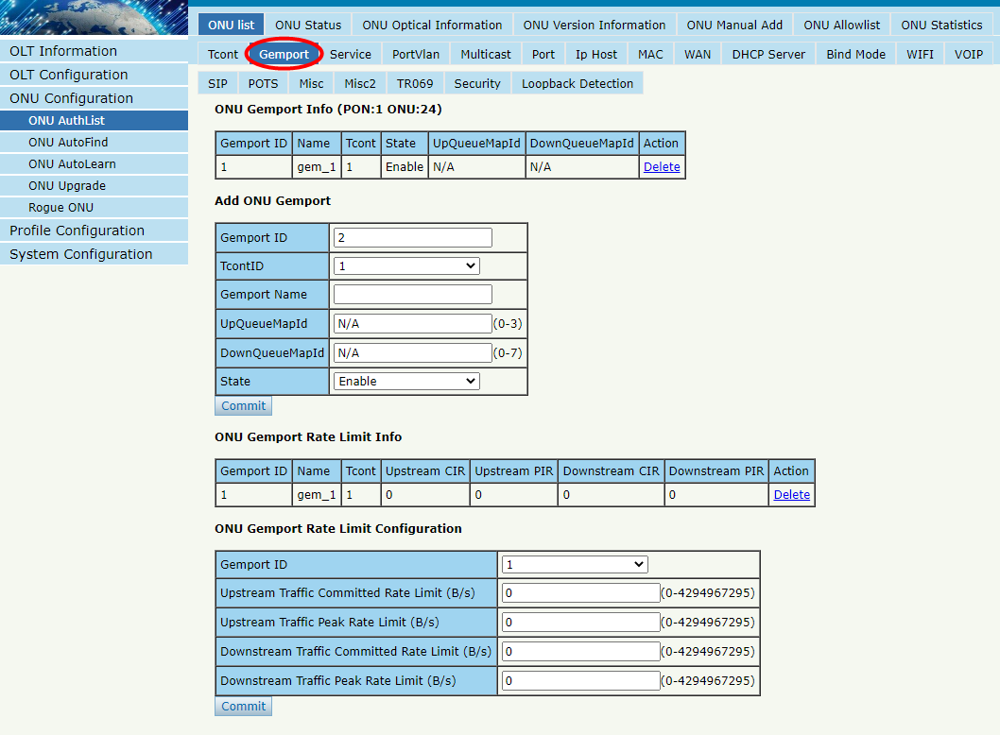 ONU list ONU Status ONU Optical Information ONU Version Information ONU Manual Add ONU Allowlist ONU Statistics
Tcont Gemport Service PortVlan Multicast Port Ip Host MAC WAN DHCP Server Bind Mode WIFI VOIP
SIP POTS Misc Misc2 TR069 Security Loopback Detection
OLT Information
OLT Configuration
ONU Configuration
ONU AuthList
ONU AutoFind
ONU AutoLearn
ONU Upgrade
Rogue ONU
Profile Configuration
System Configuration
ONU Gemport Info (PON:1 ONU:24)
Gemport ID Name Tcont State UpQueueMapId DownQueueMapId Action
1 gem_1 1 Enable N/A N/A Delete
Add ONU Gemport
Gemport ID 2
TcontID 1
Gemport Name
UpQueueMapId N/A (0-3)
DownQueueMapId N/A (0-7)
State Enable
Commit
ONU Gemport Rate Limit Info
Gemport ID Name Tcont Upstream CIR Upstream PIR Downstream CIR Downstream PIR Action
1 gem_1 1 0 0 0 0 Delete
ONU Gemport Rate Limit Configuration
Gemport ID 1
Upstream Traffic Committed Rate Limit (B/s) 0 (0-4294967295)
Upstream Traffic Peak Rate Limit (B/s) 0 (0-4294967295)
Downstream Traffic Committed Rate Limit (B/s) 0 (0-4294967295)
Downstream Traffic Peak Rate Limit (B/s) 0 (0-4294967295)
Commit